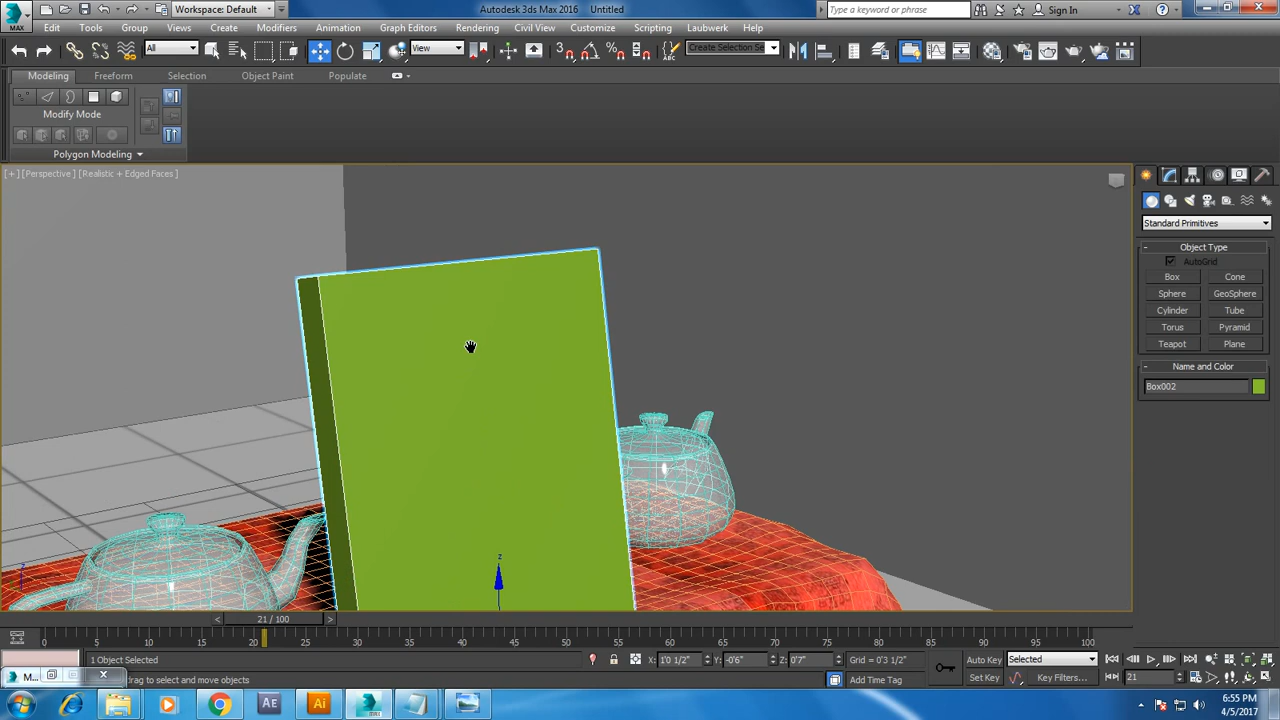 MAX
Workspace: Default
Autodesk 3ds Max 2016 Untitled
Type a keyword or phrase
Sign In
Edit Tools Group Views Create Modifiers Animation Graph Editors Rendering Civil View Customize Scripting Laubwerk Help
All
View
Create Selection Se
Modeling Freeform Selection Object Paint Populate
Modify Mode
Polygon Modeling
[+] [Perspective] [Realistic + Edged Faces]
Standard Primitives
Object Type
AutoGrid
Box Cone
Sphere GeoSphere
Cylinder Tube
Torus Pyramid
Teapot Plane
Name and Color
Box002
z
z
21 / 100
0 5 10 15 20 25 30 35 40 45 50 55 60 65 70 75 80 85 90 95 100
1 Object Selected
X: 1'0 1/2" Y: -0'6" Z: 0'7" Grid = 0'3 1/2"
Auto Key Selected
M...
drag to select and move objects
Add Time Tag
Set Key Key Filters... 21
Ae Ai
6:55 PM
4/5/2017